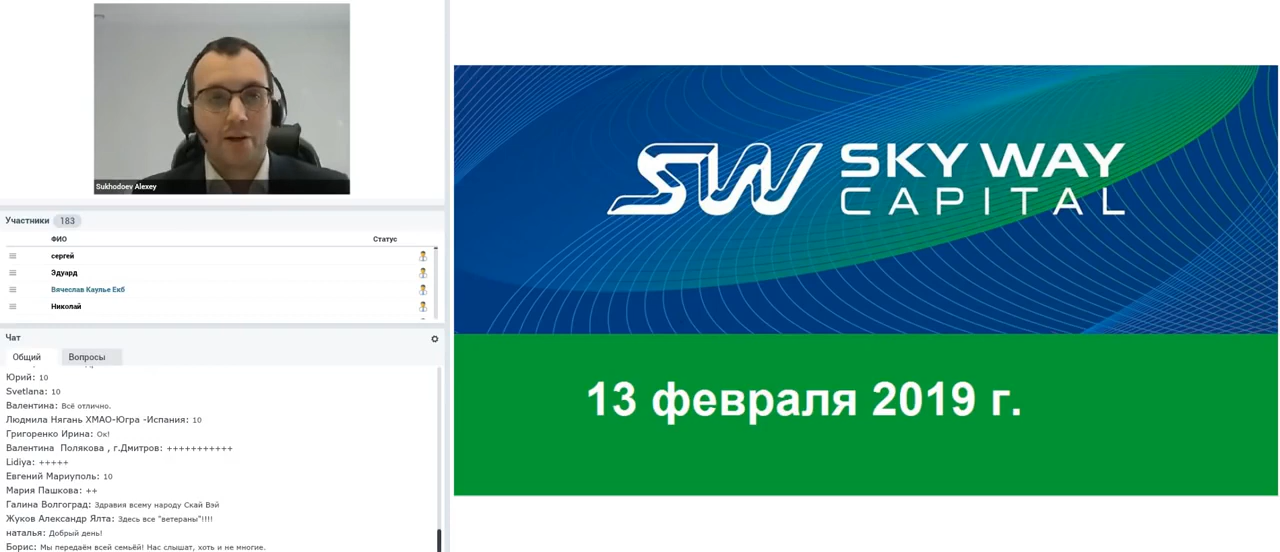 Sukhodoev Alexey
Участники 183
ФИО Статус
сергей
Эдуард
Вячеслав Каулье Екб
Николай
Чат
Общий Вопросы
Юрий: 10
Svetlana: 10
Валентина: Всё отлично.
Людмила Нягань ХМАО-Югра -Испания: 10
Григоренко Ирина: Ок!
Валентина Полякова , г.Дмитров: +++++++++++
Lidiya: +++++
Евгений Мариуполь: 10
Мария Пашкова: ++
Галина Волгоград: Здравия всему народу Скай Вэй
Жуков Александр Ялта: Здесь все "ветераны"!!!!
наталья: Добрый день!
Борис: Мы передаём всей семьёй! Нас слышат, хоть и не многие.
SW SKY WAY
CAPITAL
13 февраля 2019 г.